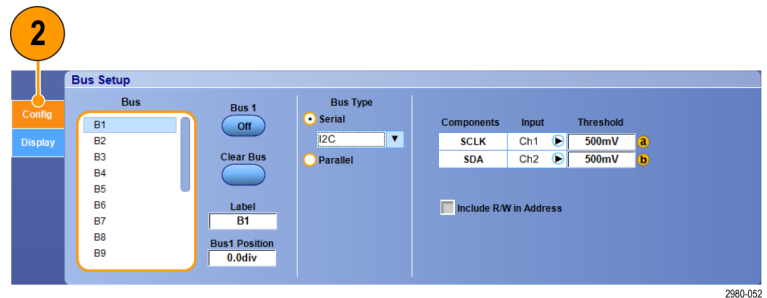 2
Bus Setup
Config
Display
Bus
B1
B2
B3
B4
B5
B6
B7
B8
B9
Bus 1
Off
Clear Bus
Label
B1
Bus1 Position
0.0div
Bus Type
Serial
I2C
Parallel
Components Input Threshold
SCLK Ch1 500mV a
SDA Ch2 500mV b
Include R/W in Address
2980-052